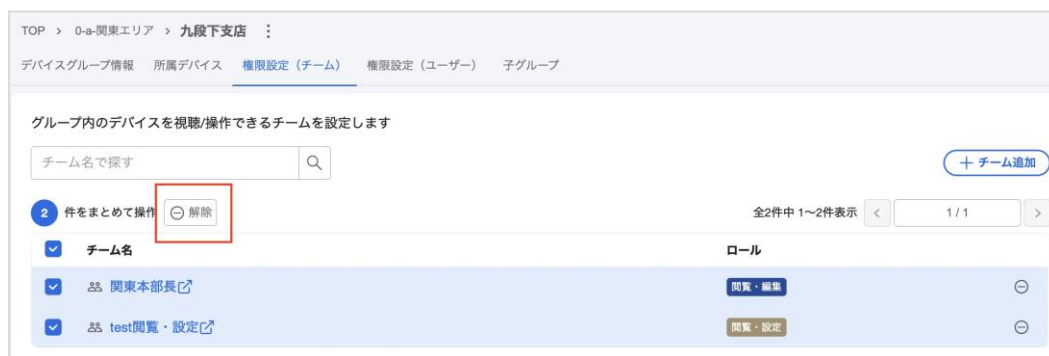 TOP > 0-a-関東エリア > 九段下支店
デバイスグループ情報 所属デバイス 権限設定（チーム） 権限設定（ユーザー） 子グループ
グループ内のデバイスを視聴/操作できるチームを設定します
チーム名で探す
チーム追加
2 件をまとめて操作 解除 全2件中 1〜2件表示 < 1 / 1 >
チーム名 ロール
関東本部長 閲覧・編集
test閲覧・設定 閲覧・設定